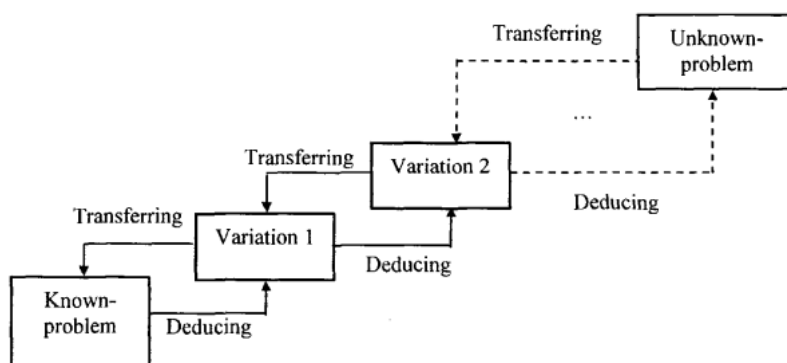 Transferring
Unknown-
problem
...
Transferring
Variation 2
Deducing
Transferring
Variation 1
Deducing
Known-
problem
Deducing